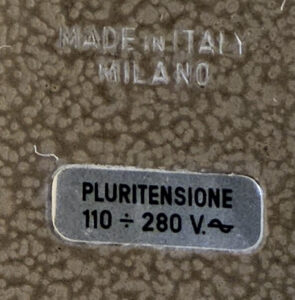 MADE IN ITALY
MILANO
PLURITENSIONE
110 ÷ 280 V. ~